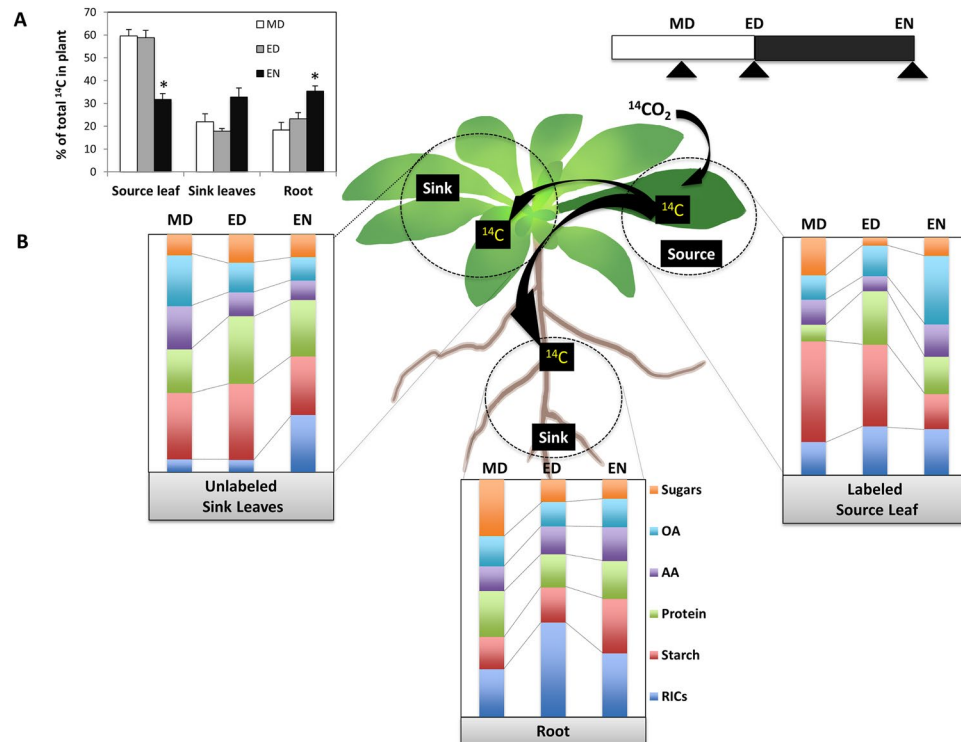 A
70
60
50
40
30
20
10
0
% of total ¹⁴C in plant
MD
ED
EN
*
*
Source leaf Sink leaves Root
MD ED EN
¹⁴CO₂
Sink
¹⁴C
¹⁴C
Source
¹⁴C
Sink
B
MD ED EN
Unlabeled
Sink Leaves
MD ED EN
Labeled
Source Leaf
MD ED EN
Root
Sugars
OA
AA
Protein
Starch
RICs